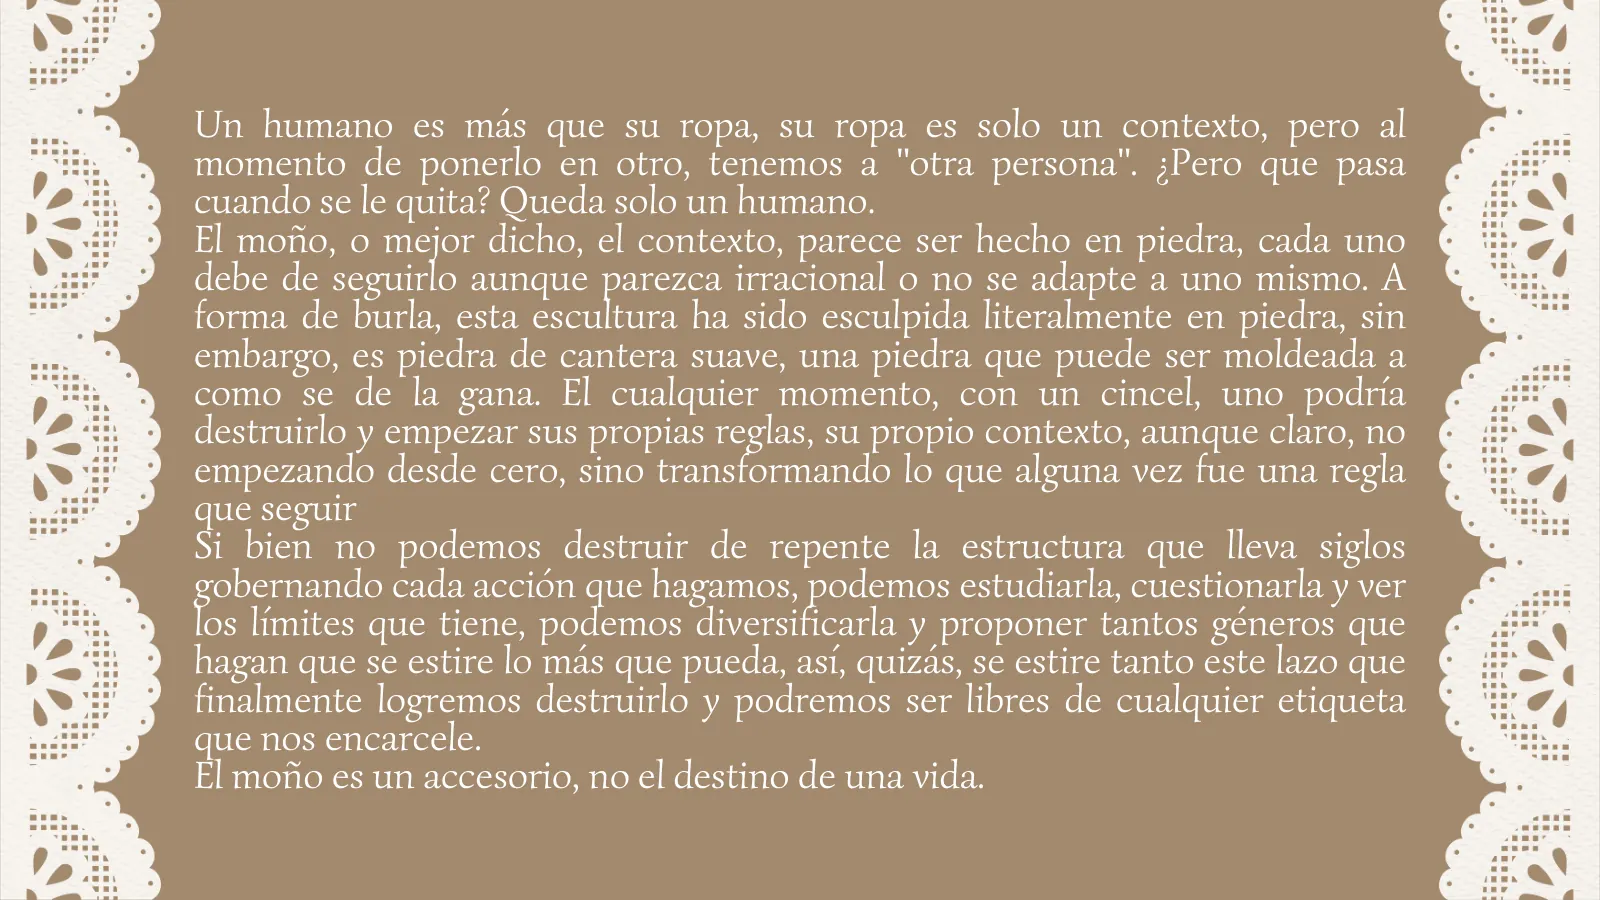 Un humano es más que su ropa, su ropa es solo un contexto, pero al
momento de ponerlo en otro, tenemos a "otra persona". ¿Pero que pasa
cuando se le quita? Queda solo un humano.
El moño, o mejor dicho, el contexto, parece ser hecho en piedra, cada uno
debe de seguirlo aunque parezca irracional o no se adapte a uno mismo. A
forma de burla, esta escultura ha sido esculpida literalmente en piedra, sin
embargo, es piedra de cantera suave, una piedra que puede ser moldeada a
como se de la gana. El cualquier momento, con un cincel, uno podría
destruirlo y empezar sus propias reglas, su propio contexto, aunque claro, no
empezando desde cero, sino transformando lo que alguna vez fue una regla
que seguir
Si bien no podemos destruir de repente la estructura que lleva siglos
gobernando cada acción que hagamos, podemos estudiarla, cuestionarla y ver
los límites que tiene, podemos diversificarla y proponer tantos géneros que
hagan que se estire lo más que pueda, así, quizás, se estire tanto este lazo que
finalmente logremos destruirlo y podremos ser libres de cualquier etiqueta
que nos encarcele.
El moño es un accesorio, no el destino de una vida.